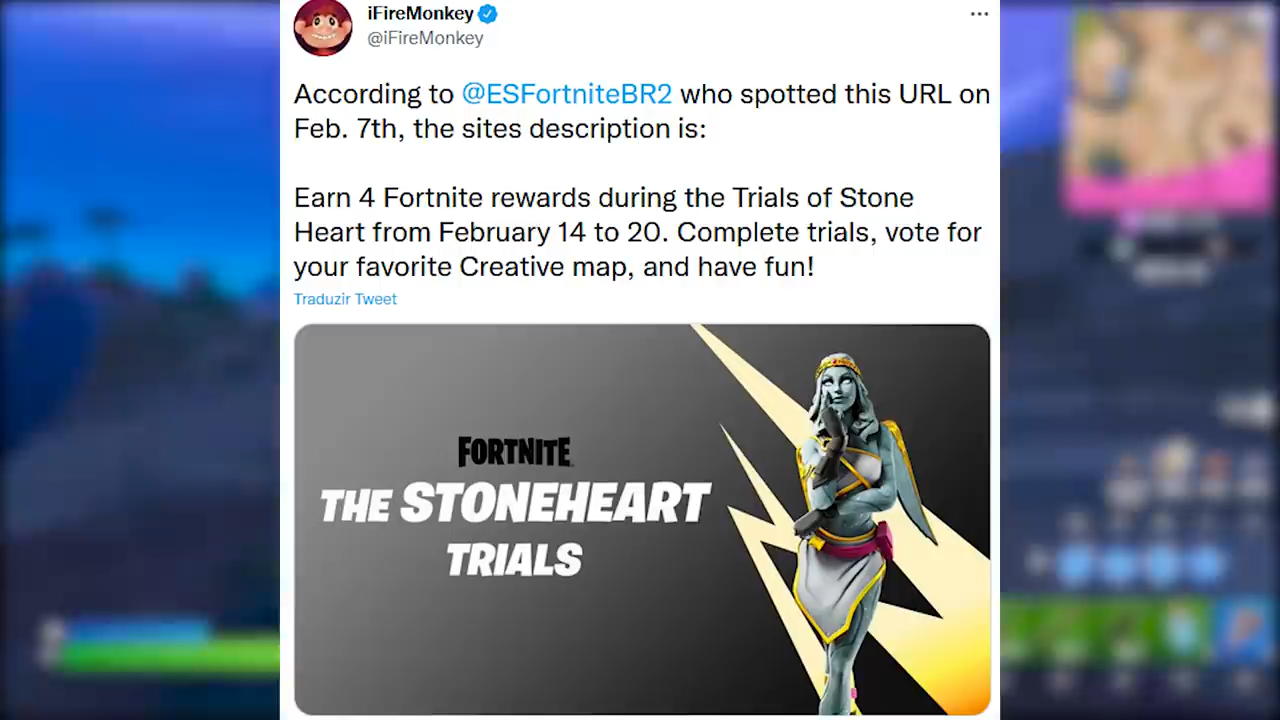 iFireMonkey
@iFireMonkey
According to @ESFortniteBR2 who spotted this URL on
Feb. 7th, the sites description is:
Earn 4 Fortnite rewards during the Trials of Stone
Heart from February 14 to 20. Complete trials, vote for
your favorite Creative map, and have fun!
Traduzir Tweet
FORTNITE
THE STONEHEART
TRIALS